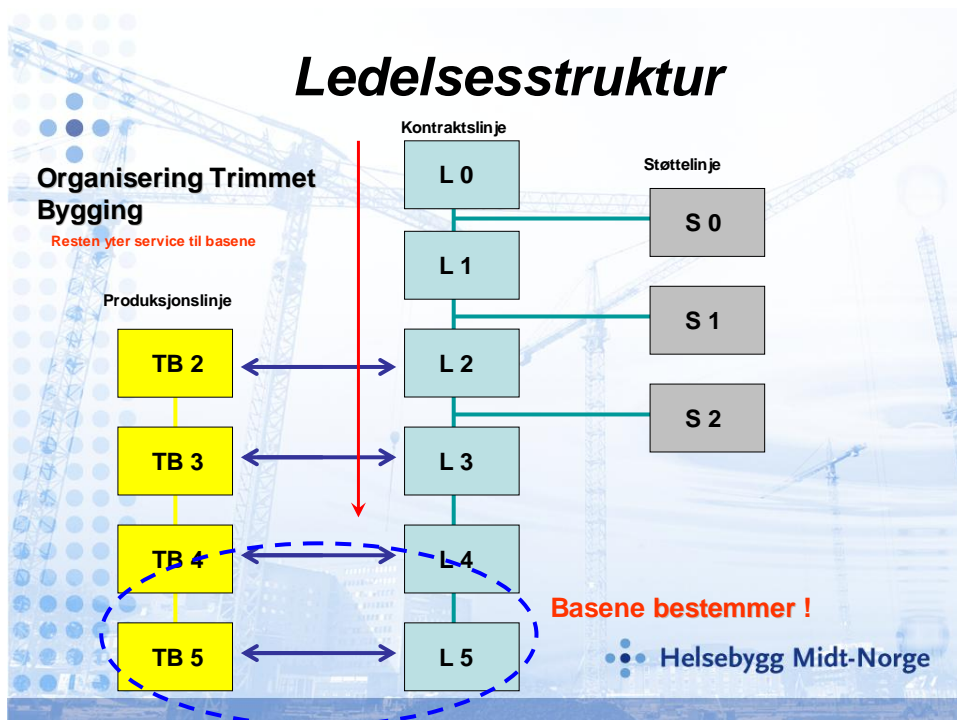 Ledelsesstruktur
Kontraktslinje
Støttelinje
Organisering Trimmet
Bygging
Resten yter service til basene
Produksjonslinje
L 0
S 0
L 1
S 1
TB 2
L 2
S 2
TB 3
L 3
TB 4
L 4
Basene bestemmer !
TB 5
L 5
Helsebygg Midt-Norge